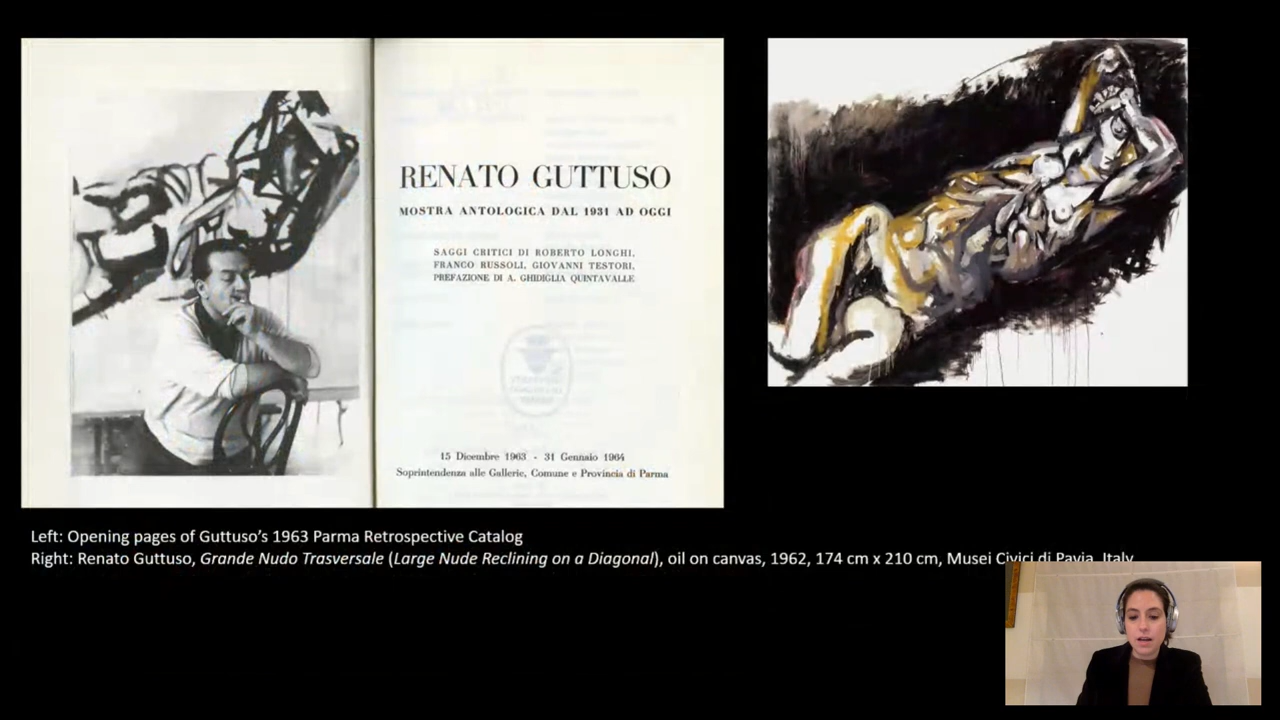 RENATO GUTTUSO
MOSTRA ANTOLOGICA DAL 1931 AD OGGI
SAGGI CRITICI DI ROBERTO LONGHI,
FRANCO RUSSOLI, GIOVANNI TESTORI,
PREFAZIONE DI A. GHIDIGLIA QUINTAVALLE
15 Dicembre 1963 - 31 Gennaio 1964
Soprintendenza alle Gallerie, Comune e Provincia di Parma
Left: Opening pages of Guttuso’s 1963 Parma Retrospective Catalog
Right: Renato Guttuso, Grande Nudo Trasversale (Large Nude Reclining on a Diagonal), oil on canvas, 1962, 174 cm x 210 cm, Musei Civici di Pavia, Italy